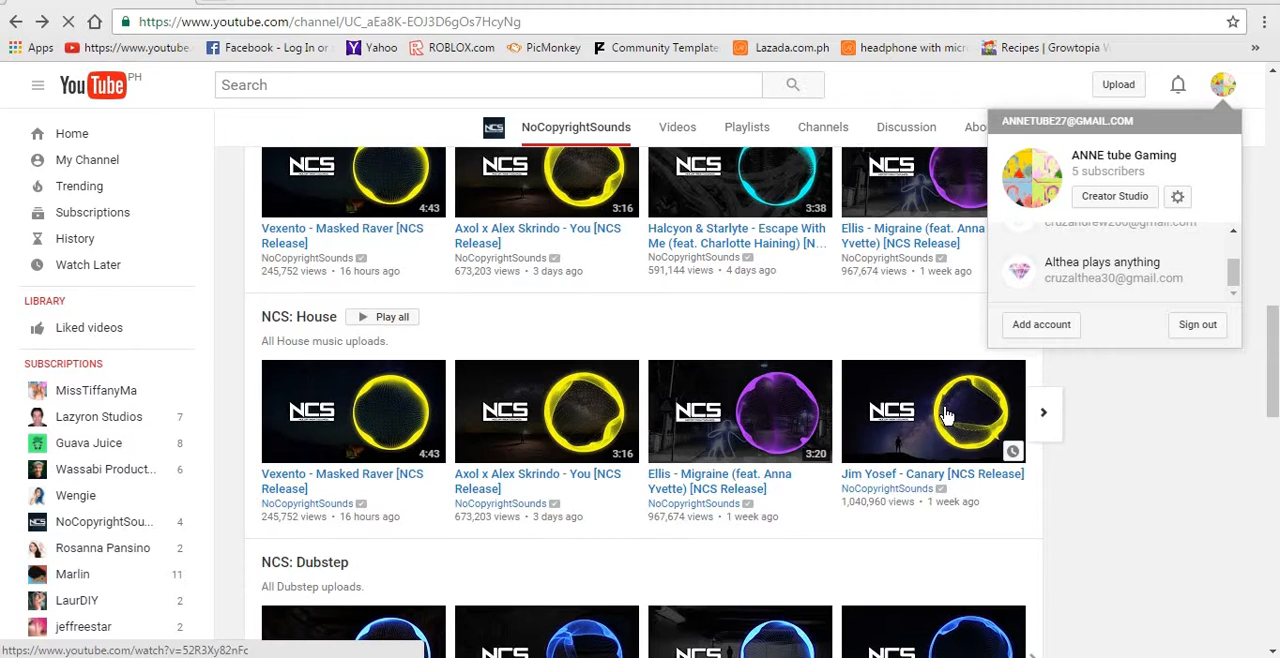 https://www.youtube.com/channel/UC_aEa8K-EOJ3D6gOs7HcyNg
Apps https://www.youtube Facebook - Log In or Yahoo ROBLOX.com PicMonkey Community Template Lazada.com.ph headphone with micr Recipes | Growtopia W »
YouTube PH Search Upload
ANNETUBE27@GMAIL.COM
ANNE tube Gaming
5 subscribers
Creator Studio
cruzandrew200@gmail.com
Althea plays anything
cruzalthea30@gmail.com
Add account Sign out
Home
My Channel
Trending
Subscriptions
History
Watch Later
LIBRARY
Liked videos
SUBSCRIPTIONS
MissTiffanyMa
Lazyron Studios 7
Guava Juice 8
Wassabi Product... 6
Wengie
NoCopyrightSou... 4
Rosanna Pansino 2
Marlin 11
LaurDIY 2
jeffreestar 2
NCS NoCopyrightSounds Videos Playlists Channels Discussion Abo
NCS 4:43 NCS 3:16 NCS 3:38 NCS
Vexento - Masked Raver [NCS Release]
NoCopyrightSounds
245,752 views • 16 hours ago
Axol x Alex Skrindo - You [NCS Release]
NoCopyrightSounds
673,203 views • 3 days ago
Halcyon & Starlyte - Escape With Me (feat. Charlotte Haining) [N...
NoCopyrightSounds
591,144 views • 4 days ago
Ellis - Migraine (feat. Anna Yvette) [NCS Release]
NoCopyrightSounds
967,674 views • 1 week ago
NCS: House Play all
All House music uploads.
NCS 4:43 NCS 3:16 NCS 3:20 NCS
Vexento - Masked Raver [NCS Release]
NoCopyrightSounds
245,752 views • 16 hours ago
Axol x Alex Skrindo - You [NCS Release]
NoCopyrightSounds
673,203 views • 3 days ago
Ellis - Migraine (feat. Anna Yvette) [NCS Release]
NoCopyrightSounds
967,674 views • 1 week ago
Jim Yosef - Canary [NCS Release]
NoCopyrightSounds
1,040,960 views • 1 week ago
NCS: Dubstep
All Dubstep uploads.
https://www.youtube.com/watch?v=52R3Xy82nFc